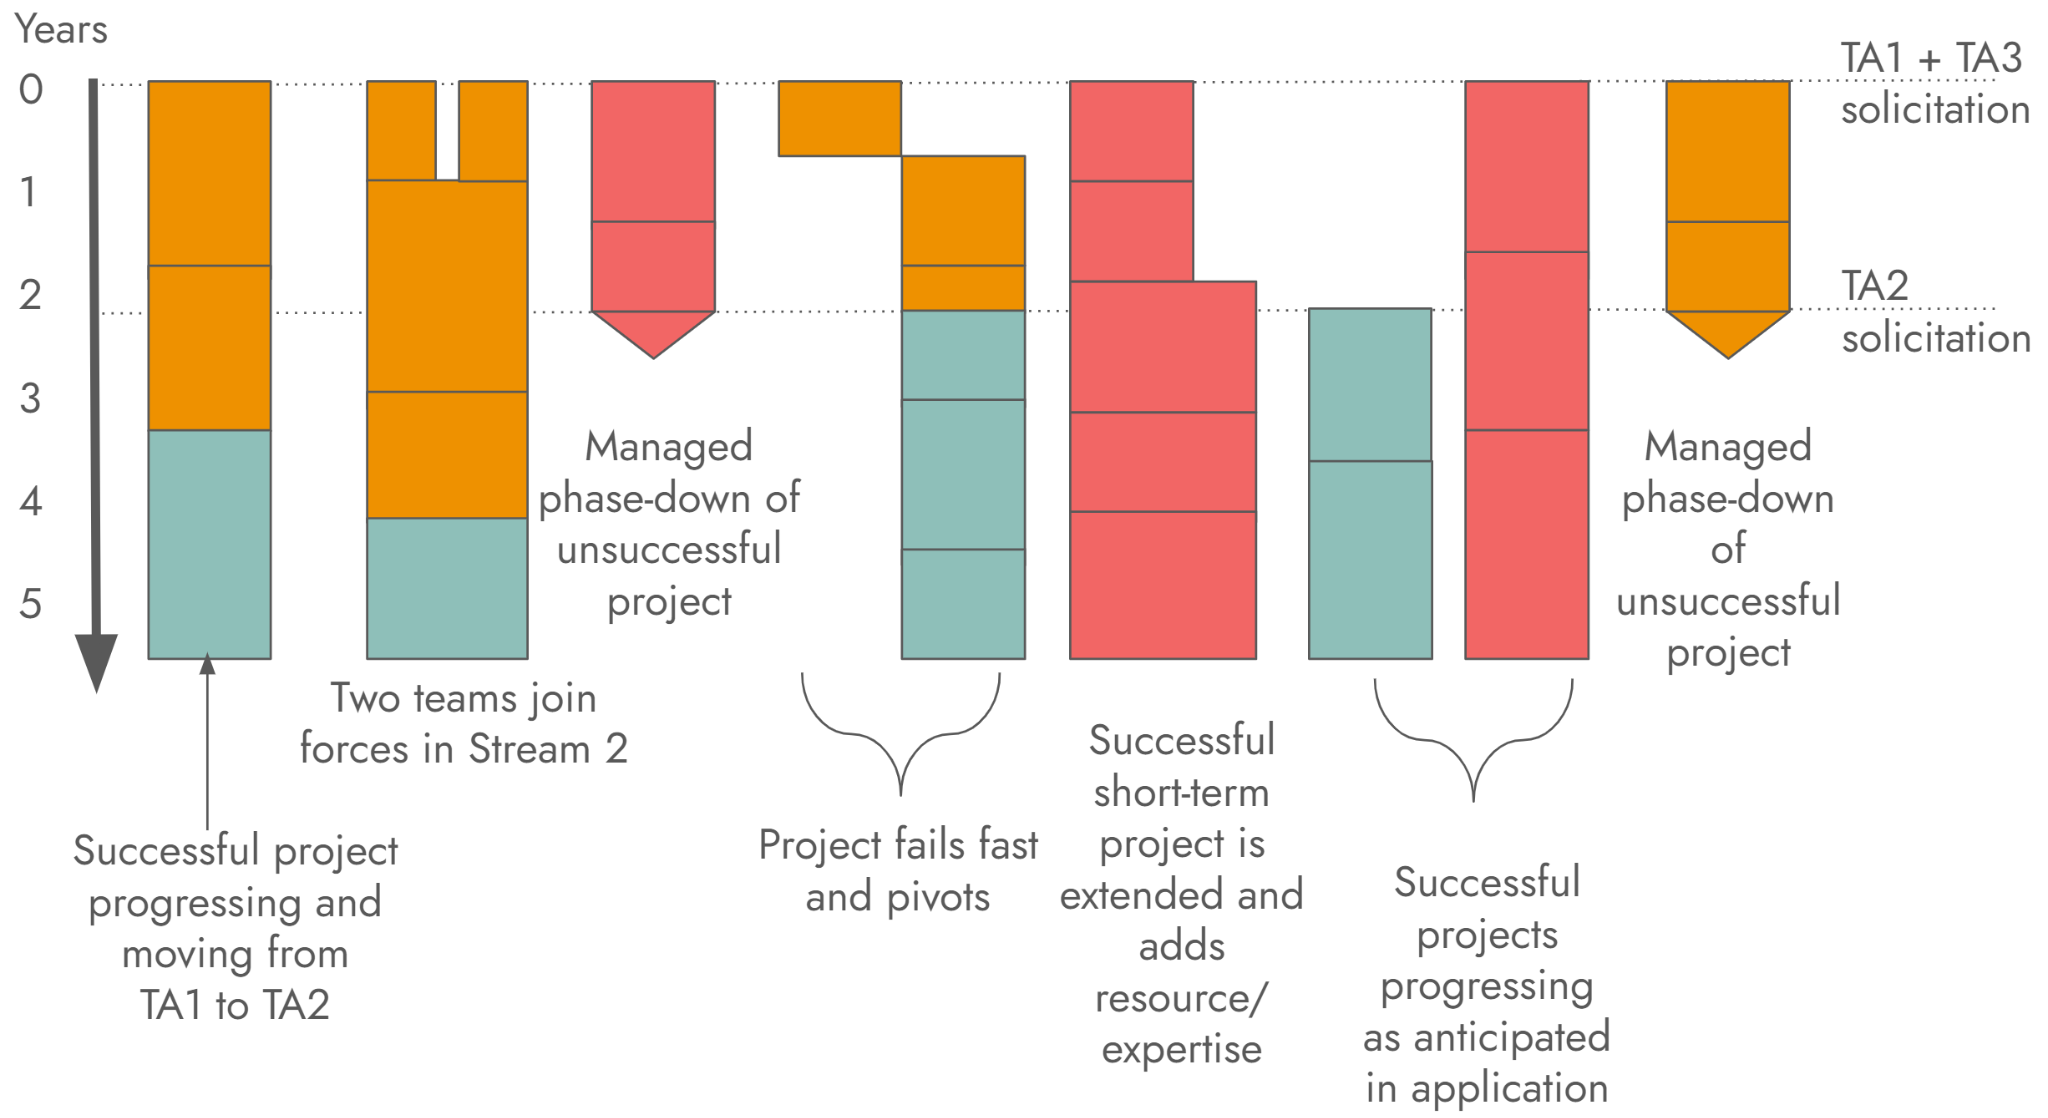 Years
0
1
2
3
4
5
TA1 + TA3
solicitation
TA2
solicitation
Successful project
progressing and
moving from
TA1 to TA2
Two teams join
forces in Stream 2
Managed
phase-down of
unsuccessful
project
Project fails fast
and pivots
Successful
short-term
project is
extended and
adds
resource/
expertise
Successful
projects
progressing
as anticipated
in application
Managed
phase-down
of
unsuccessful
project